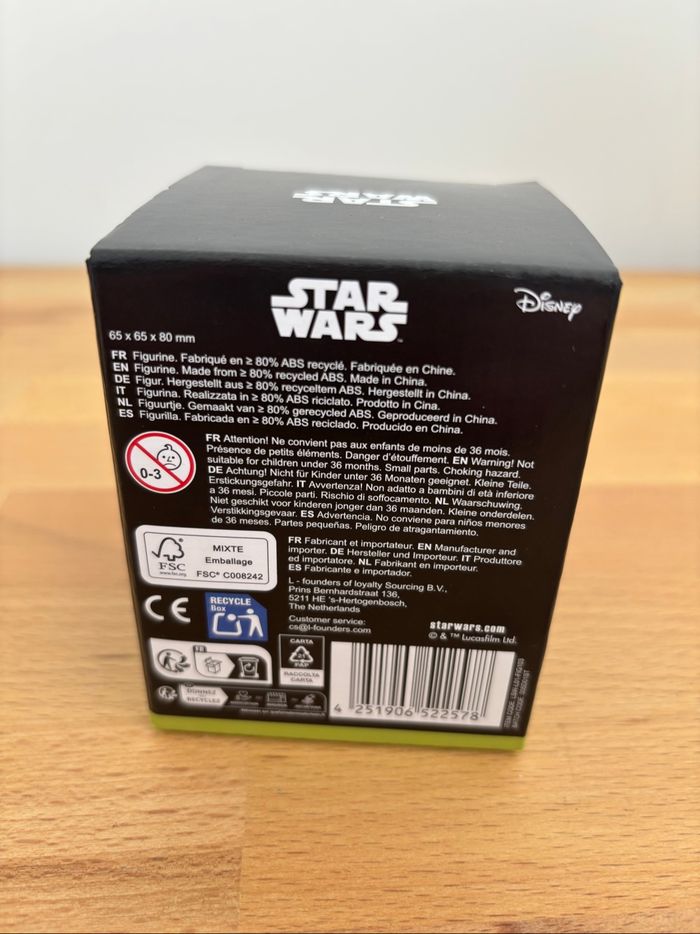 STAR WARS
STAR
WARS
Disney
65 x 65 x 80 mm
FR Figurine. Fabriqué en ≥ 80% ABS recyclé. Fabriquée en Chine.
EN Figurine. Made from ≥ 80% recycled ABS. Made in China.
DE Figur. Hergestellt aus ≥ 80% recyceltem ABS. Hergestellt in China.
IT Figurina. Realizzata in ≥ 80% ABS riciclato. Prodotto in Cina.
NL Figuurtje. Gemaakt van ≥ 80% gerecycled ABS. Geproduceerd in China.
ES Figurilla. Fabricada en ≥ 80% ABS reciclado. Producido en China.
0-3
FR Attention! Ne convient pas aux enfants de moins de 36 mois.
Présence de petits éléments. Danger d'étouffement. EN Warning! Not
suitable for children under 36 months. Small parts. Choking hazard.
DE Achtung! Nicht für Kinder unter 36 Monaten geeignet. Kleine Teile.
Erstickungsgefahr. IT Avvertenza! Non adatto a bambini di età inferiore
a 36 mesi. Piccole parti. Rischio di soffocamento. NL Waarschuwing.
Niet geschikt voor kinderen jonger dan 36 maanden. Kleine onderdelen.
Verstikkingsgevaar. ES Advertencia. No conviene para niños menores
de 36 meses. Partes pequeñas. Peligro de atragantamiento.
FSC
www.fsc.org
MIXTE
Emballage
FSC® C008242
FR Fabricant et importateur. EN Manufacturer and
importer. DE Hersteller und Importeur. IT Produttore
ed importatore. NL Fabrikant en importeur.
ES Fabricante e importador.
L - founders of loyalty Sourcing B.V.,
Prins Bernhardstraat 136,
5211 HE 's-Hertogenbosch,
The Netherlands
Customer service:
cs@l-founders.com
CE
RECYCLE
Box
starwars.com
© & ™ Lucasfilm Ltd.
FR
CARTA
21
PAP
RACCOLTA
CARTA
DONNEZ
RECYCLEZ
4 251906 522578